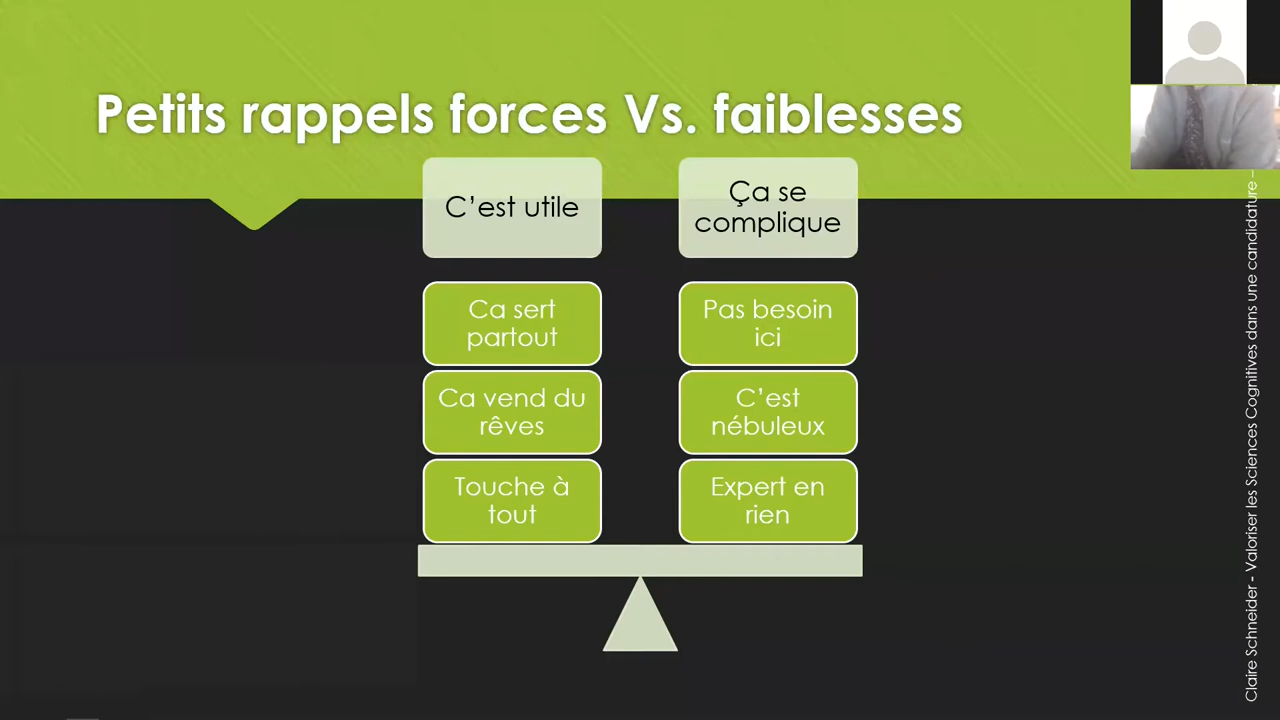 Petits rappels forces Vs. faiblesses
C'est utile
Ça se
complique
Ca sert
partout
Pas besoin
ici
Ca vend du
rêves
C'est
nébuleux
Touche à
tout
Expert en
rien
Claire Schneider - Valoriser les Sciences Cognitives dans une candidature –